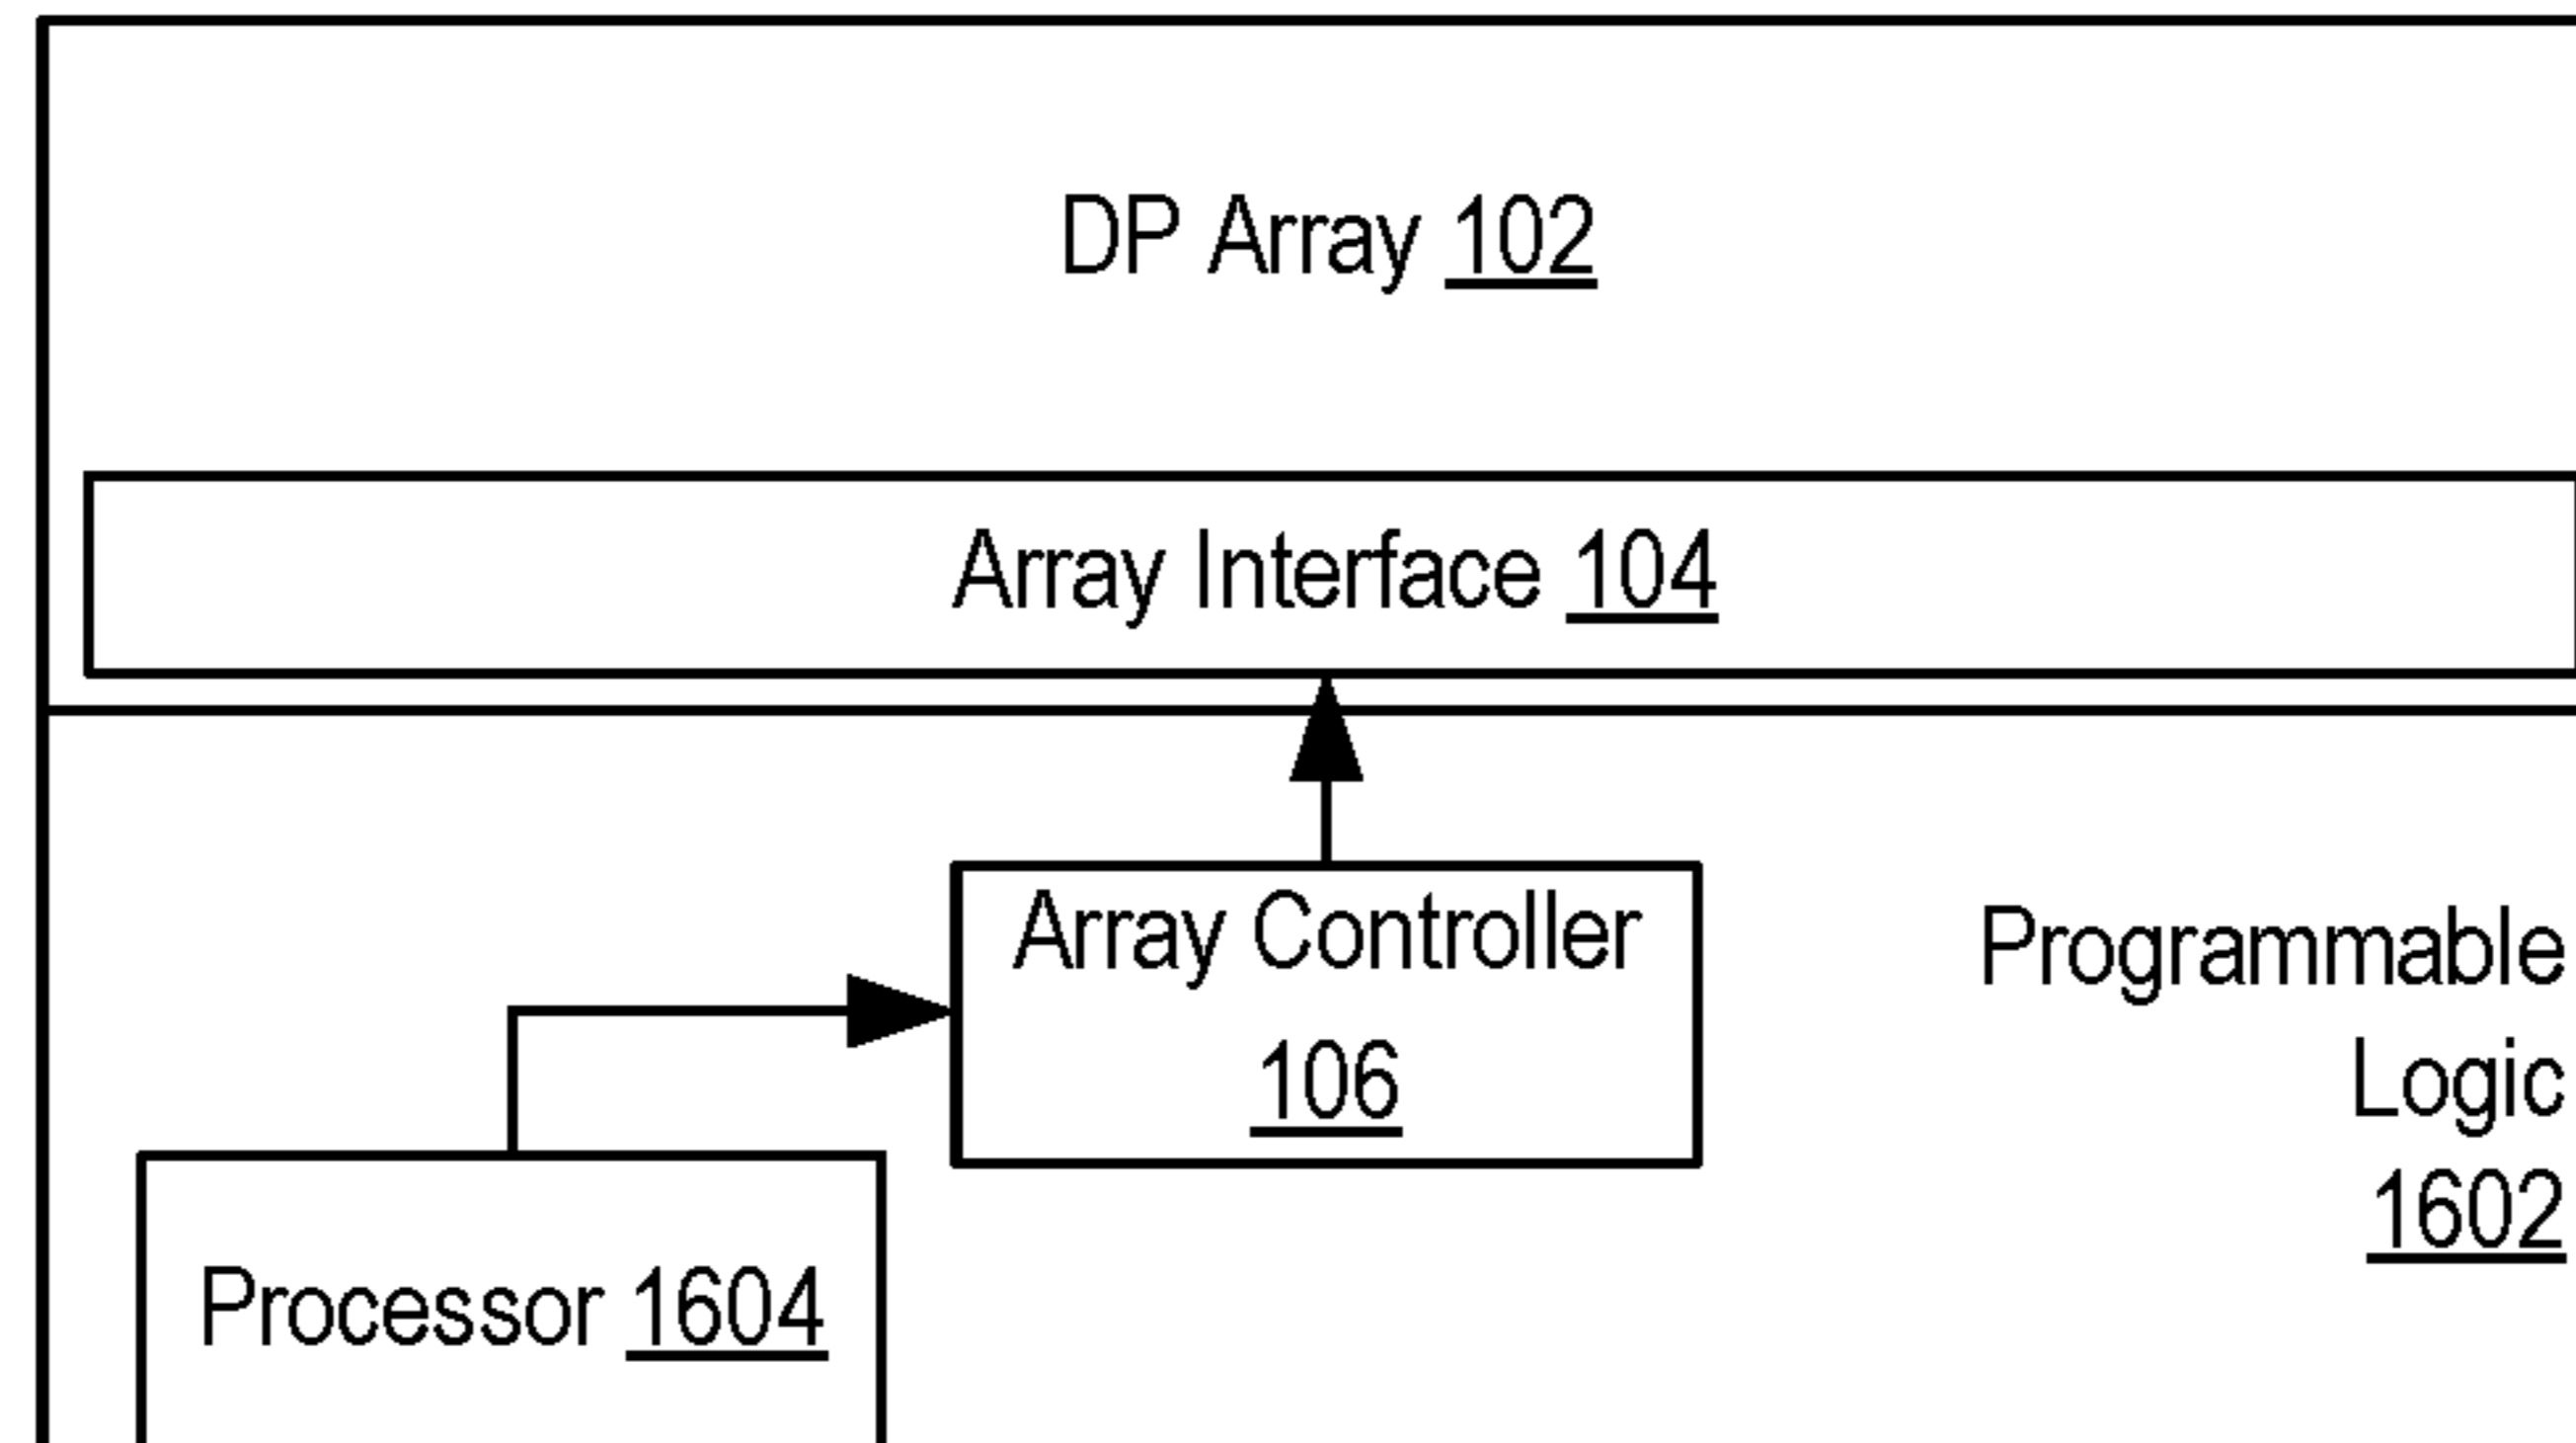 DP Array 102
Array Interface 104
Array Controller
106
Programmable
Logic
1602
Processor 1604